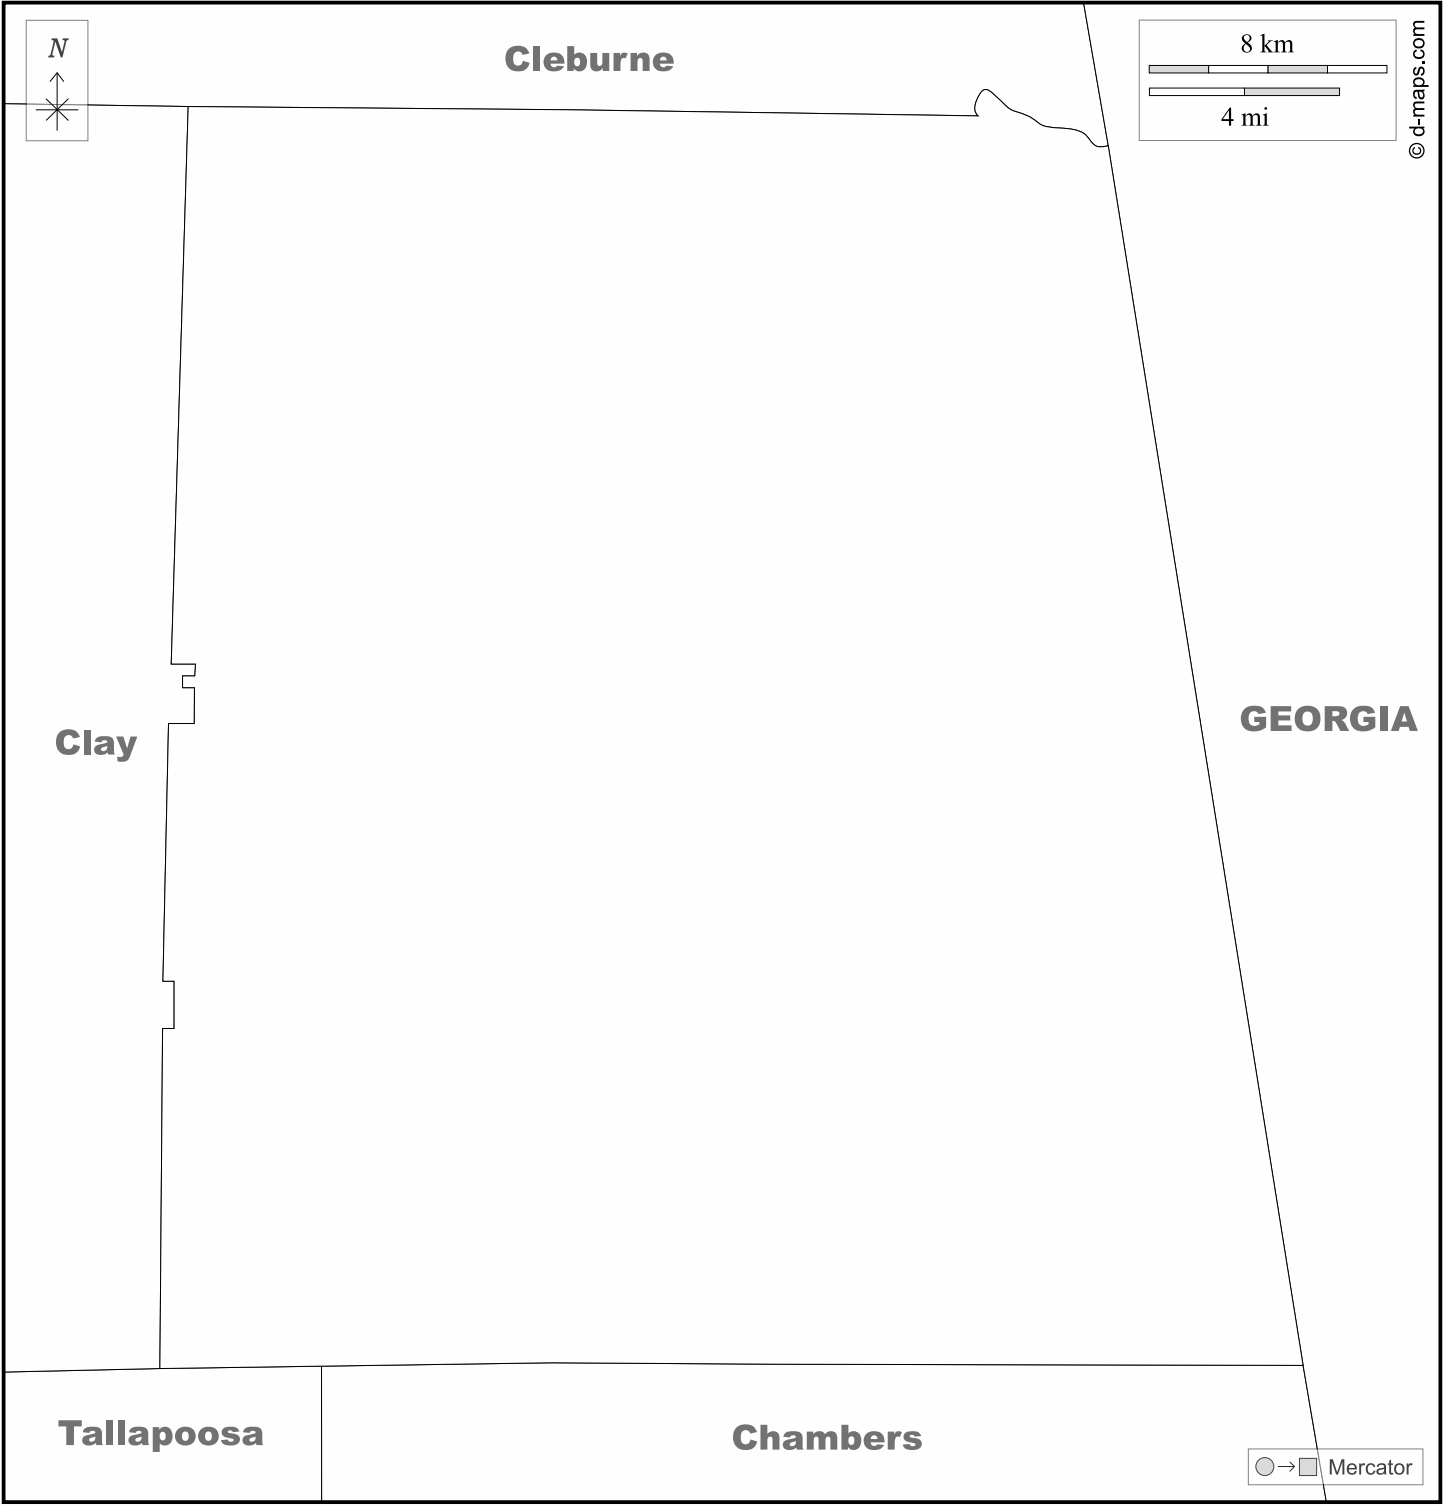 N
Cleburne
8 km
4 mi
© d-maps.com
Clay
GEORGIA
Tallapoosa
Chambers
Mercator